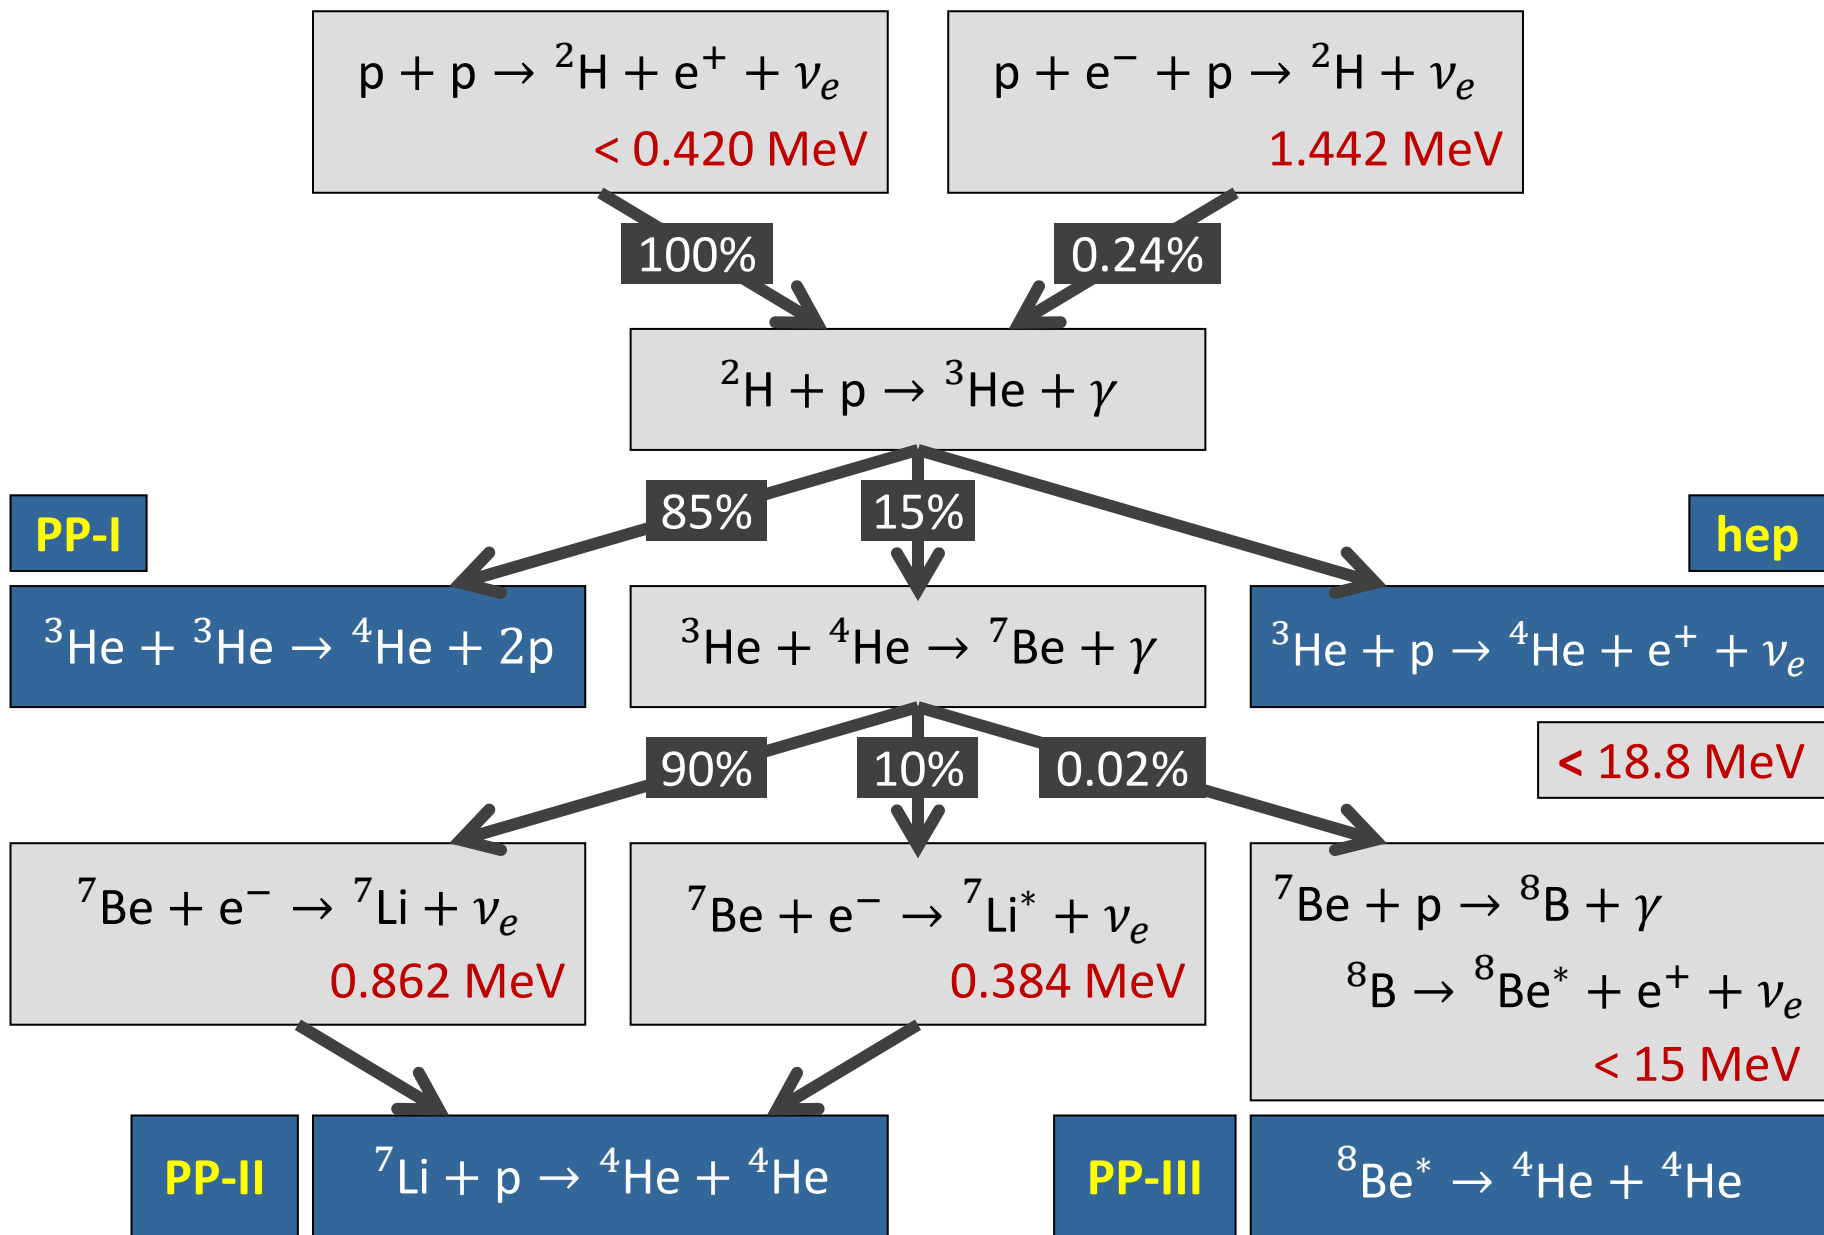 p + p → ²H + e⁺ + νₑ
< 0.420 MeV
p + e⁻ + p → ²H + νₑ
1.442 MeV
100%
0.24%
²H + p → ³He + γ
85%
15%
PP-I
hep
³He + ³He → ⁴He + 2p
³He + ⁴He → ⁷Be + γ
³He + p → ⁴He + e⁺ + νₑ
< 18.8 MeV
90%
10%
0.02%
⁷Be + e⁻ → ⁷Li + νₑ
0.862 MeV
⁷Be + e⁻ → ⁷Li* + νₑ
0.384 MeV
⁷Be + p → ⁸B + γ
⁸B → ⁸Be* + e⁺ + νₑ
< 15 MeV
PP-II
⁷Li + p → ⁴He + ⁴He
PP-III
⁸Be* → ⁴He + ⁴He